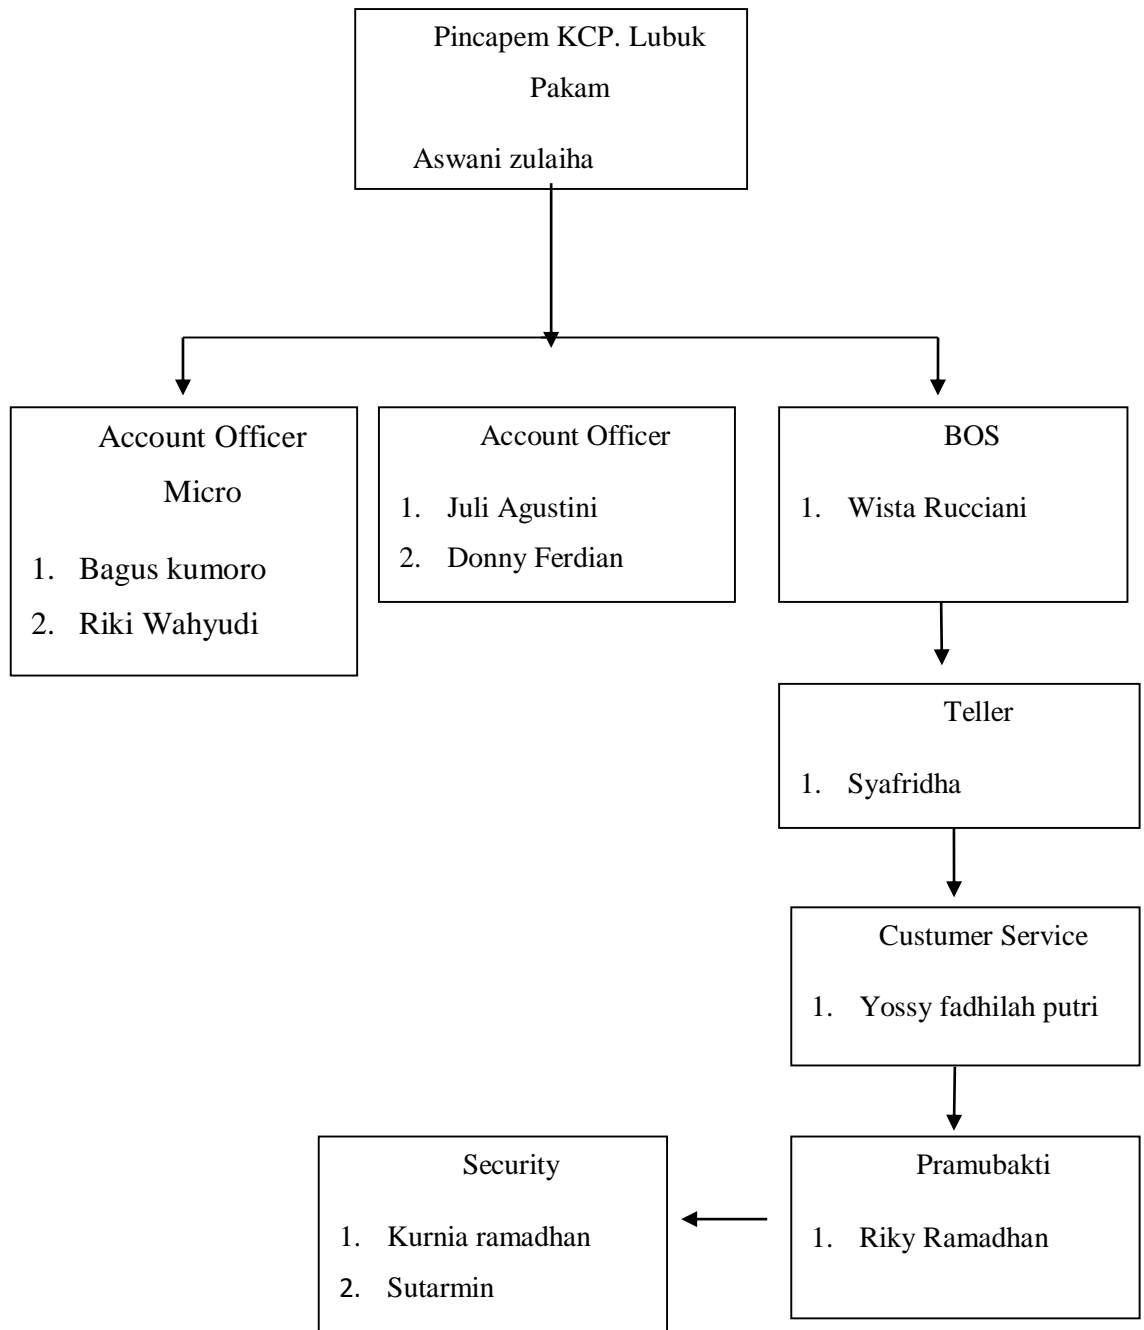 Pincapem KCP. Lubuk
Pakam
Aswani zulaiha
Account Officer
Micro
1. Bagus kumoro
2. Riki Wahyudi
Account Officer
1. Juli Agustini
2. Donny Ferdian
BOS
1. Wista Rucciani
Teller
1. Syafridha
Custumer Service
1. Yossy fadhilah putri
Security
1. Kurnia ramadhan
2. Sutarmin
Pramubakti
1. Riky Ramadhan